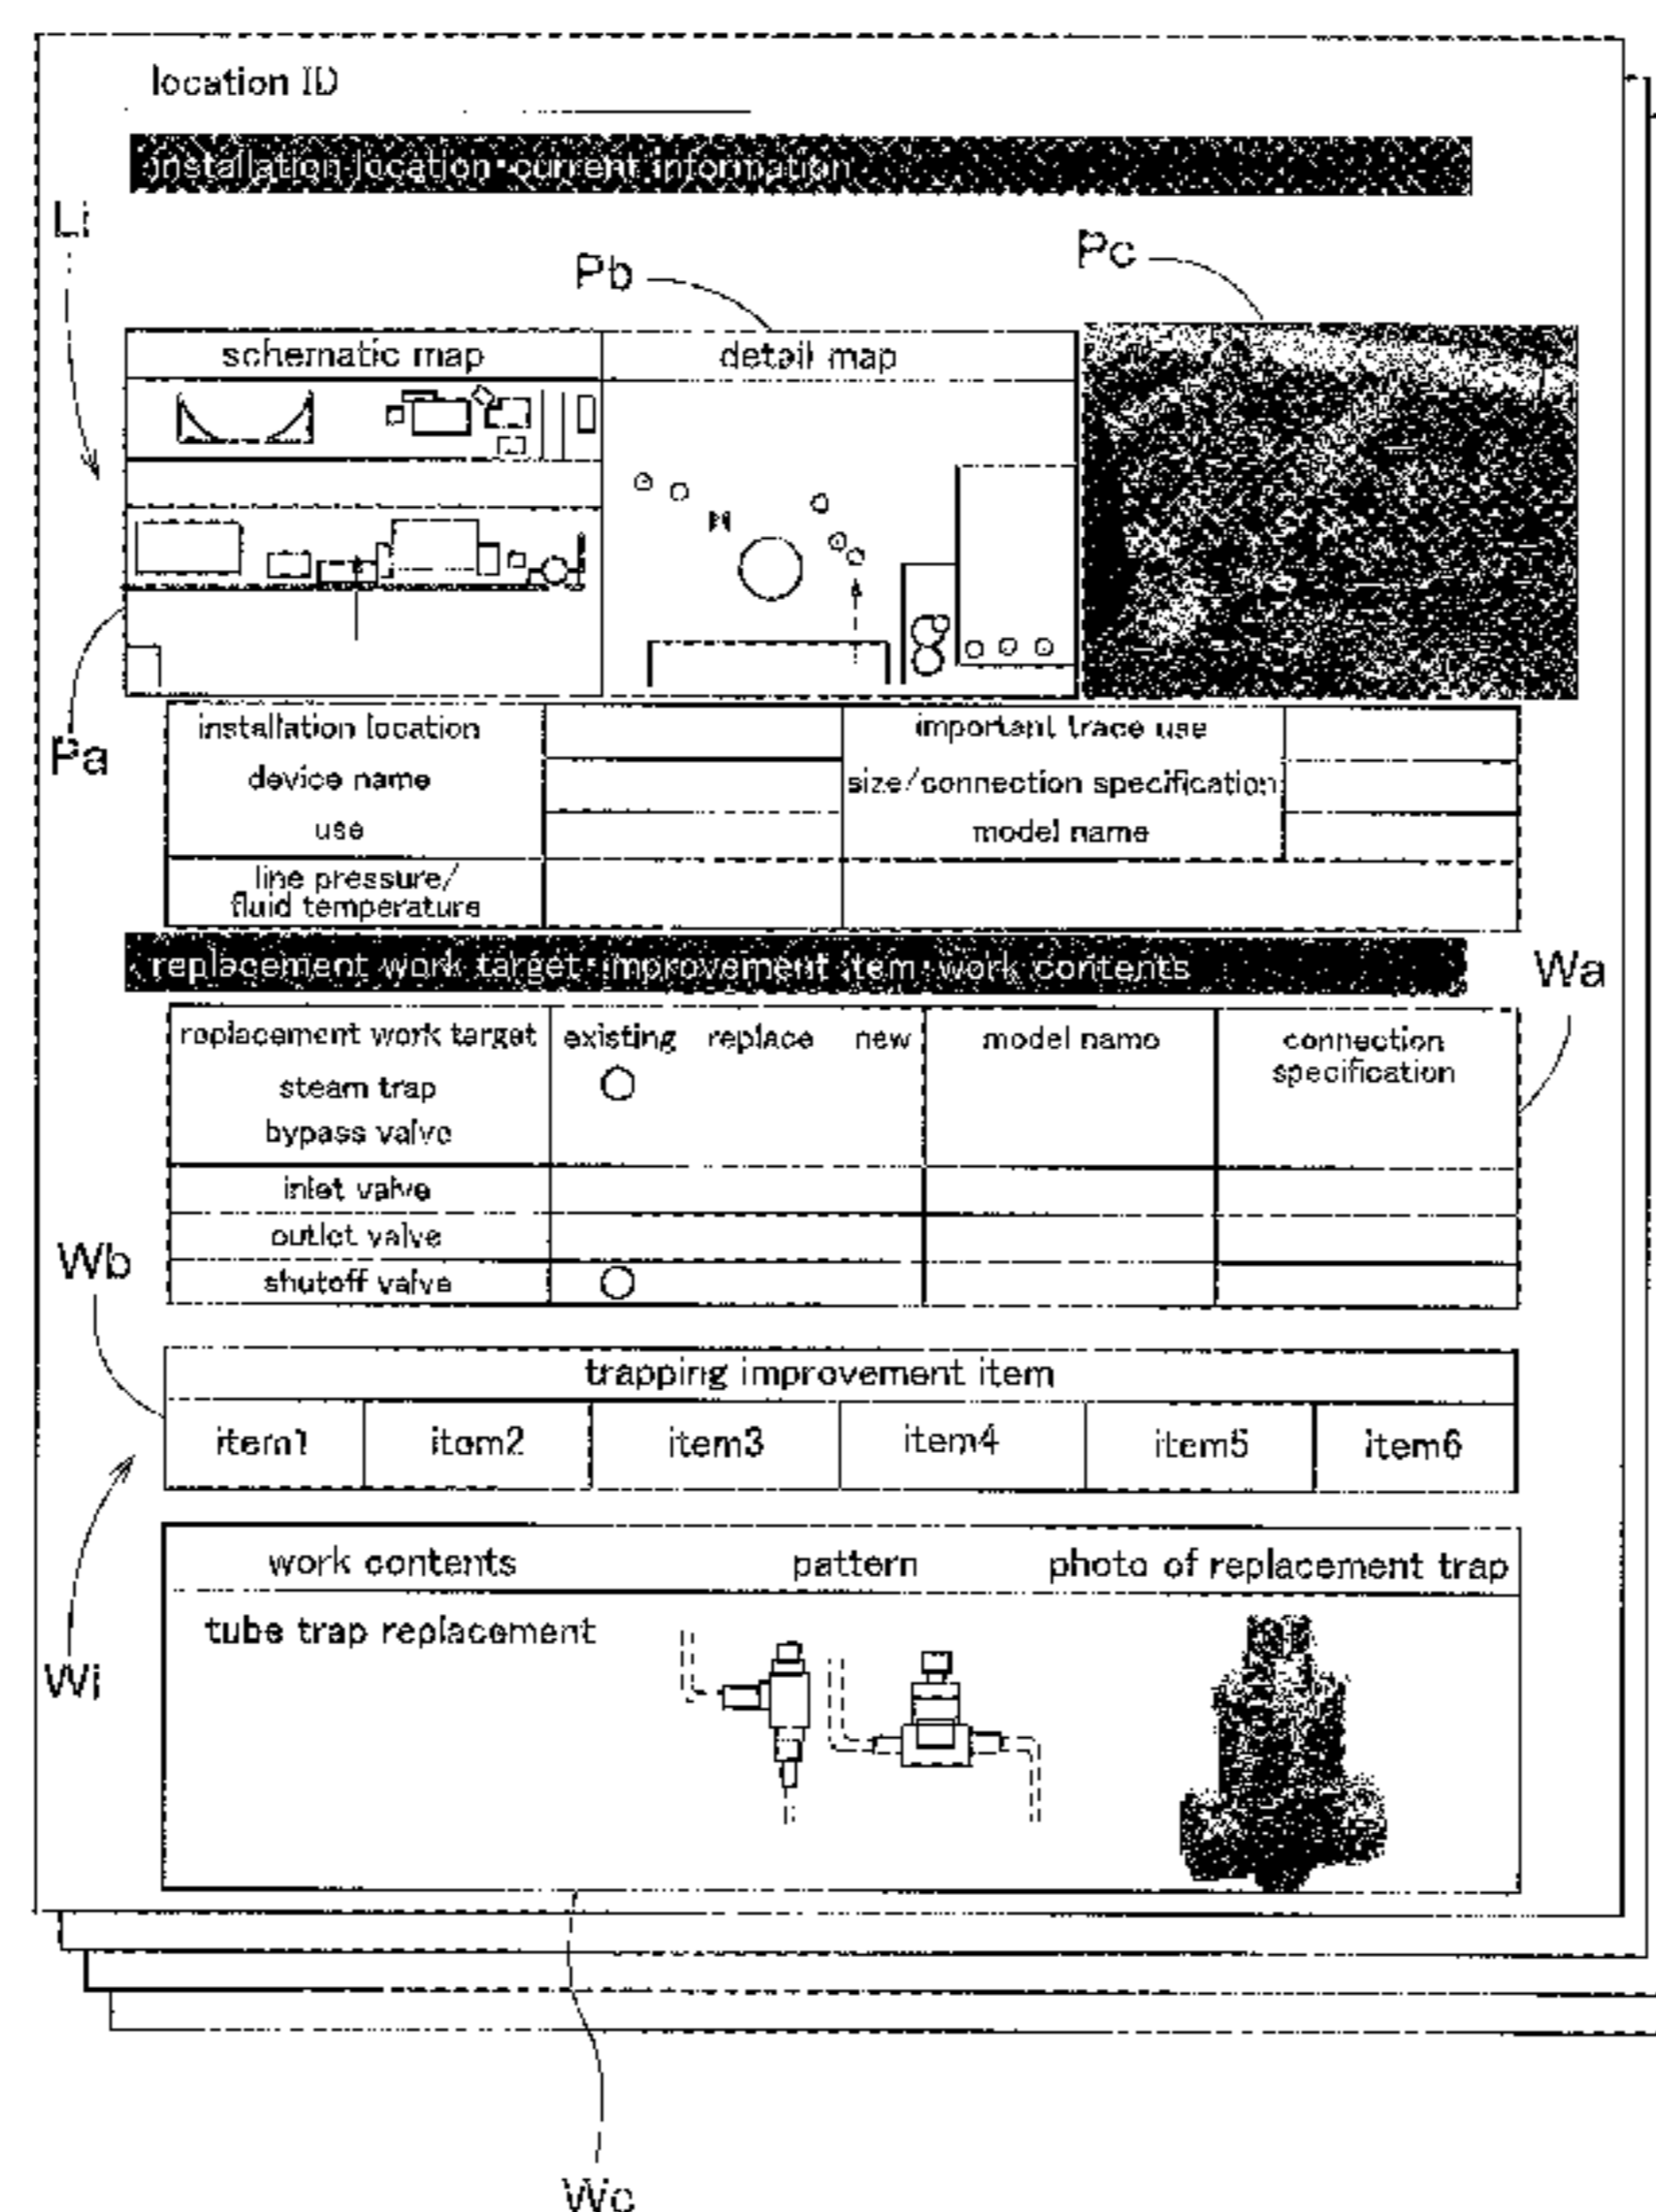 location ID
installation location・current information
Li
Pb
Pc
schematic map
detail map
Pa
installation location
important trace use
device name
size/connection specification
use
model name
line pressure/
fluid temperature
replacement work target・improvement item・work contents
Wa
replacement work target
existing replace new
model name
connection
specification
steam trap
bypass valve
inlet valve
outlet valve
shutoff valve
Wb
trapping improvement item
item1 item2 item3 item4 item5 item6
work contents
pattern
photo of replacement trap
tube trap replacement
Wi
Wc